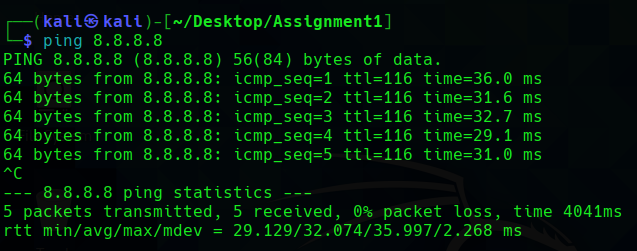 ┌──(kali㉿kali)-[~/Desktop/Assignment1]
└─$ ping 8.8.8.8
PING 8.8.8.8 (8.8.8.8) 56(84) bytes of data.
64 bytes from 8.8.8.8: icmp_seq=1 ttl=116 time=36.0 ms
64 bytes from 8.8.8.8: icmp_seq=2 ttl=116 time=31.6 ms
64 bytes from 8.8.8.8: icmp_seq=3 ttl=116 time=32.7 ms
64 bytes from 8.8.8.8: icmp_seq=4 ttl=116 time=29.1 ms
64 bytes from 8.8.8.8: icmp_seq=5 ttl=116 time=31.0 ms
^C
--- 8.8.8.8 ping statistics ---
5 packets transmitted, 5 received, 0% packet loss, time 4041ms
rtt min/avg/max/mdev = 29.129/32.074/35.997/2.268 ms